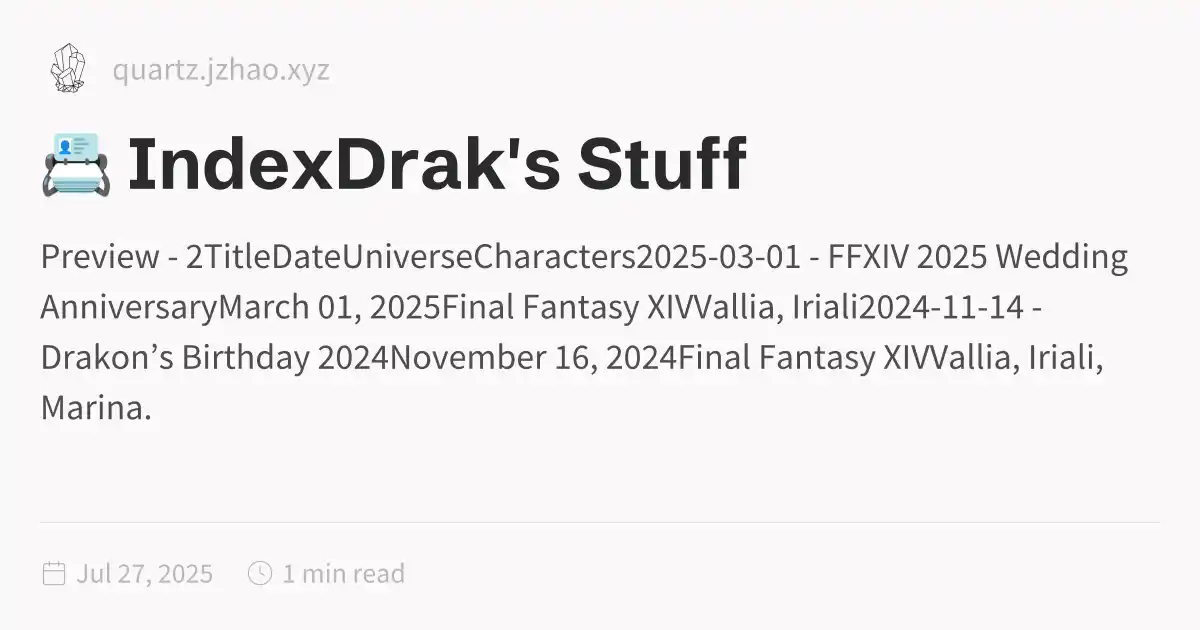 quartz.jzhao.xyz
📇 IndexDrak's Stuff
Preview - 2TitleDateUniverseCharacters2025-03-01 - FFXIV 2025 Wedding
AnniversaryMarch 01, 2025Final Fantasy XIVVallia, Iriali2024-11-14 -
Drakon’s Birthday 2024November 16, 2024Final Fantasy XIVVallia, Iriali,
Marina.
Jul 27, 2025 1 min read